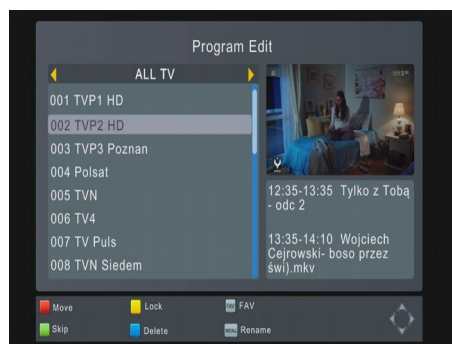 Program Edit
ALL TV
001 TVP1 HD
002 TVP2 HD
003 TVP3 Poznan
004 Polsat
005 TVN
006 TV4
007 TV Puls
008 TVN Siedem
12:35-13:35 Tylko z Tobą
- odc 2
13:35-14:10 Wojciech
Cejrowski- boso przez
świ).mkv
Move
Lock
FAV FAV
Skip
Delete
RECALL Rename